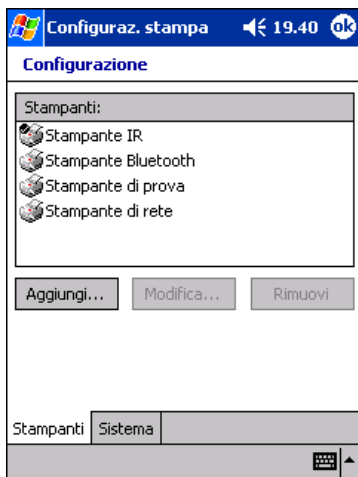 Configuraz. stampa 19.40 ok
Configurazione
Stampanti:
Stampante IR
Stampante Bluetooth
Stampante di prova
Stampante di rete
Aggiungi... Modifica... Rimuovi
Stampanti Sistema